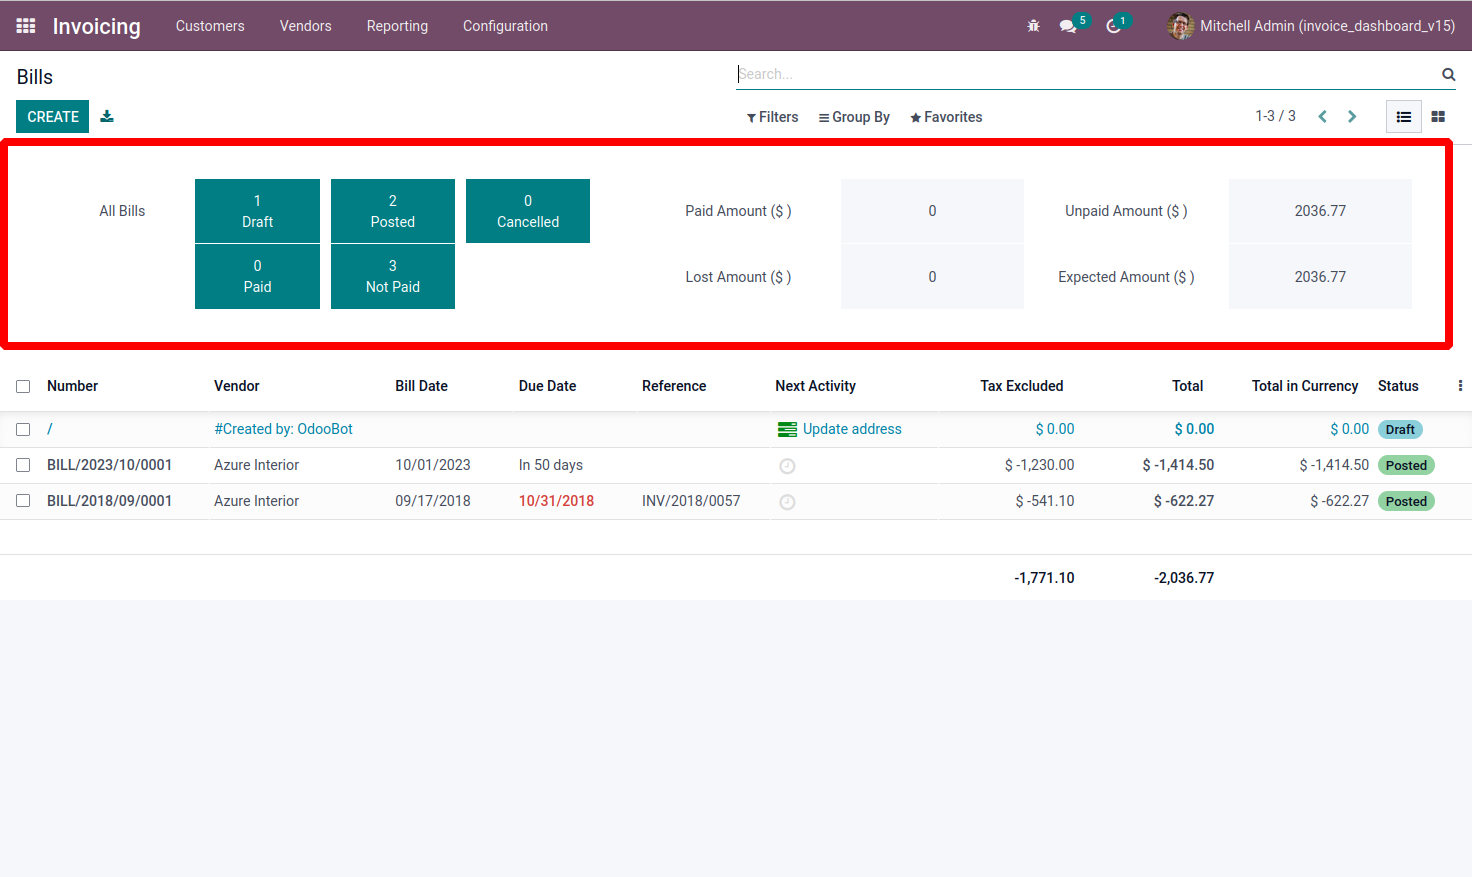 Invoicing Customers Vendors Reporting Configuration 5 1 Mitchell Admin (invoice_dashboard_v15)
Bills Search...
CREATE Filters Group By Favorites 1-3 / 3
All Bills 1 Draft 2 Posted 0 Cancelled Paid Amount ($ ) 0 Unpaid Amount ($ ) 2036.77
0 Paid 3 Not Paid Lost Amount ($ ) 0 Expected Amount ($ ) 2036.77
Number Vendor Bill Date Due Date Reference Next Activity Tax Excluded Total Total in Currency Status
/ #Created by: OdooBot Update address $ 0.00 $ 0.00 $ 0.00 Draft
BILL/2023/10/0001 Azure Interior 10/01/2023 In 50 days $ -1,230.00 $ -1,414.50 $ -1,414.50 Posted
BILL/2018/09/0001 Azure Interior 09/17/2018 10/31/2018 INV/2018/0057 $ -541.10 $ -622.27 $ -622.27 Posted
-1,771.10 -2,036.77